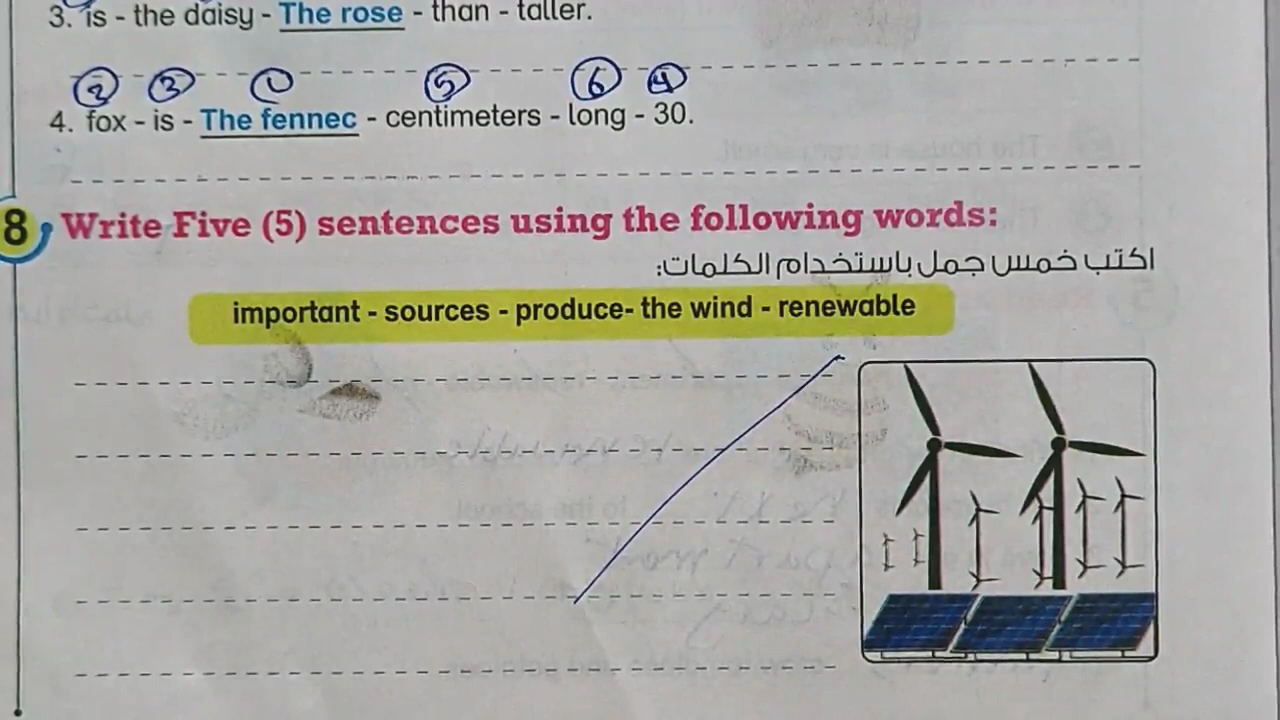 3. is - the daisy - The rose - than - taller.
2 3 1 5 6 4
4. fox - is - The fennec - centimeters - long - 30.
8 Write Five (5) sentences using the following words:
اكتب خمس جمل باستخدام الكلمات:
important - sources - produce- the wind - renewable